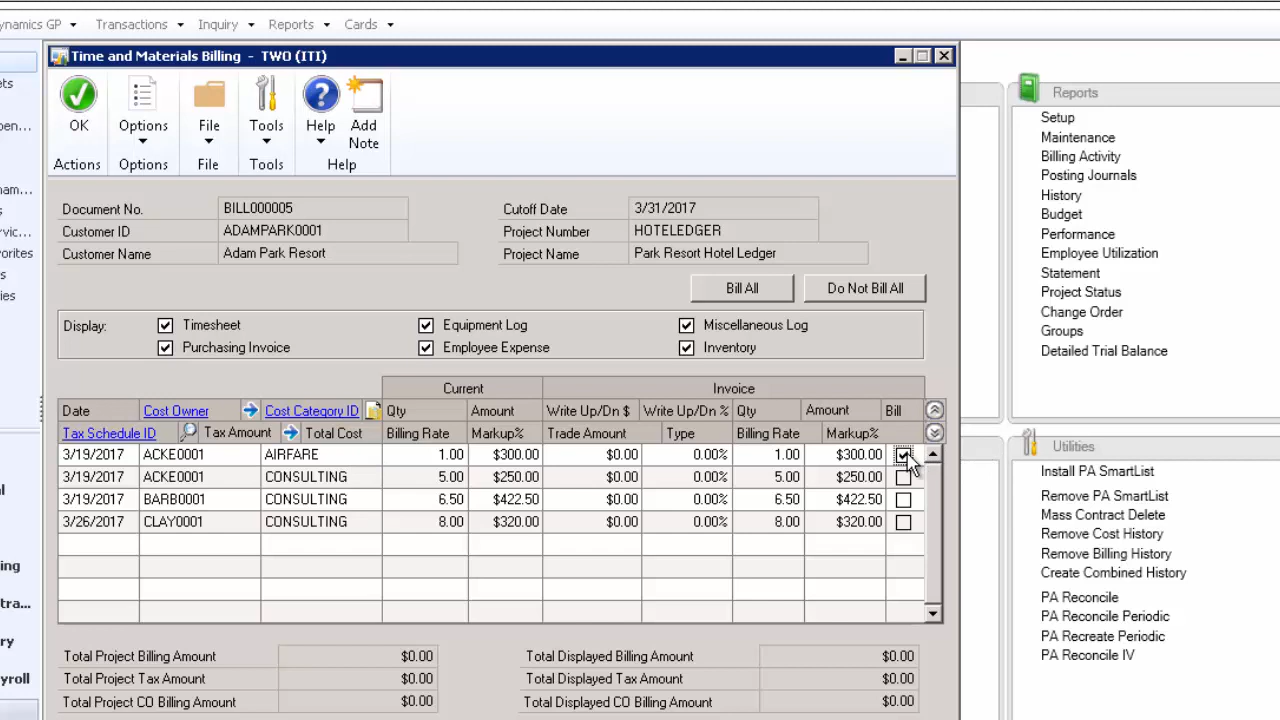 ynamics GP Transactions Inquiry Reports Cards
Time and Materials Billing - TWO (ITI)
OK Options File Tools Help Add Note
Actions Options File Tools Help
Document No. BILL000005 Cutoff Date 3/31/2017
Customer ID ADAMPARK0001 Project Number HOTELEDGER
Customer Name Adam Park Resort Project Name Park Resort Hotel Ledger
Bill All Do Not Bill All
Display: Timesheet Equipment Log Miscellaneous Log
Purchasing Invoice Employee Expense Inventory
Current Invoice
Date Cost Owner Cost Category ID Qty Amount Write Up/Dn $ Write Up/Dn % Qty Amount Bill
Tax Schedule ID Tax Amount Total Cost Billing Rate Markup% Trade Amount Type Billing Rate Markup%
3/19/2017 ACKE0001 AIRFARE 1.00 $300.00 $0.00 0.00% 1.00 $300.00
3/19/2017 ACKE0001 CONSULTING 5.00 $250.00 $0.00 0.00% 5.00 $250.00
3/19/2017 BARB0001 CONSULTING 6.50 $422.50 $0.00 0.00% 6.50 $422.50
3/26/2017 CLAY0001 CONSULTING 8.00 $320.00 $0.00 0.00% 8.00 $320.00
Total Project Billing Amount $0.00 Total Displayed Billing Amount $0.00
Total Project Tax Amount $0.00 Total Displayed Tax Amount $0.00
Total Project CO Billing Amount $0.00 Total Displayed CO Billing Amount $0.00
Reports
Setup
Maintenance
Billing Activity
Posting Journals
History
Budget
Performance
Employee Utilization
Statement
Project Status
Change Order
Groups
Detailed Trial Balance
Utilities
Install PA SmartList
Remove PA SmartList
Mass Contract Delete
Remove Cost History
Remove Billing History
Create Combined History
PA Reconcile
PA Reconcile Periodic
PA Recreate Periodic
PA Reconcile IV
ets
pen...
nam...
s
rvic...
vorites
s
ies
al
ing
tra...
ry
yroll